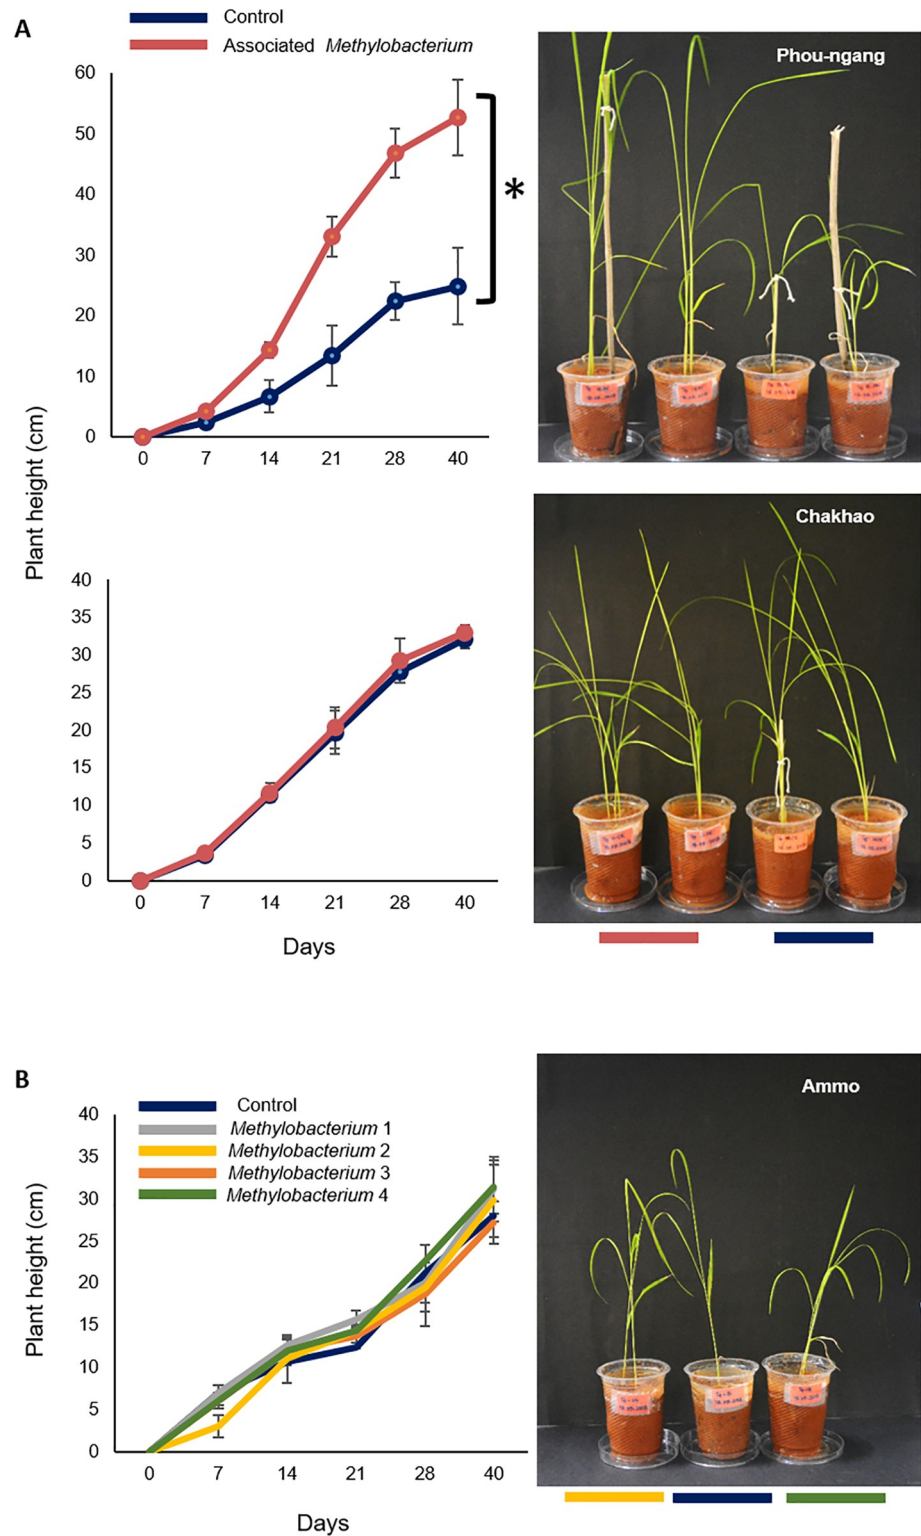 A
Control
Associated Methylobacterium
Phou-ngang
60
50
40
30
20
10
0
*
0 7 14 21 28 40
Plant height (cm)
Chakhao
40
35
30
25
20
15
10
5
0
0 7 14 21 28 40
Days
B
Ammo
Control
Methylobacterium 1
Methylobacterium 2
Methylobacterium 3
Methylobacterium 4
40
35
30
25
20
15
10
5
0
Plant height (cm)
0 7 14 21 28 40
Days